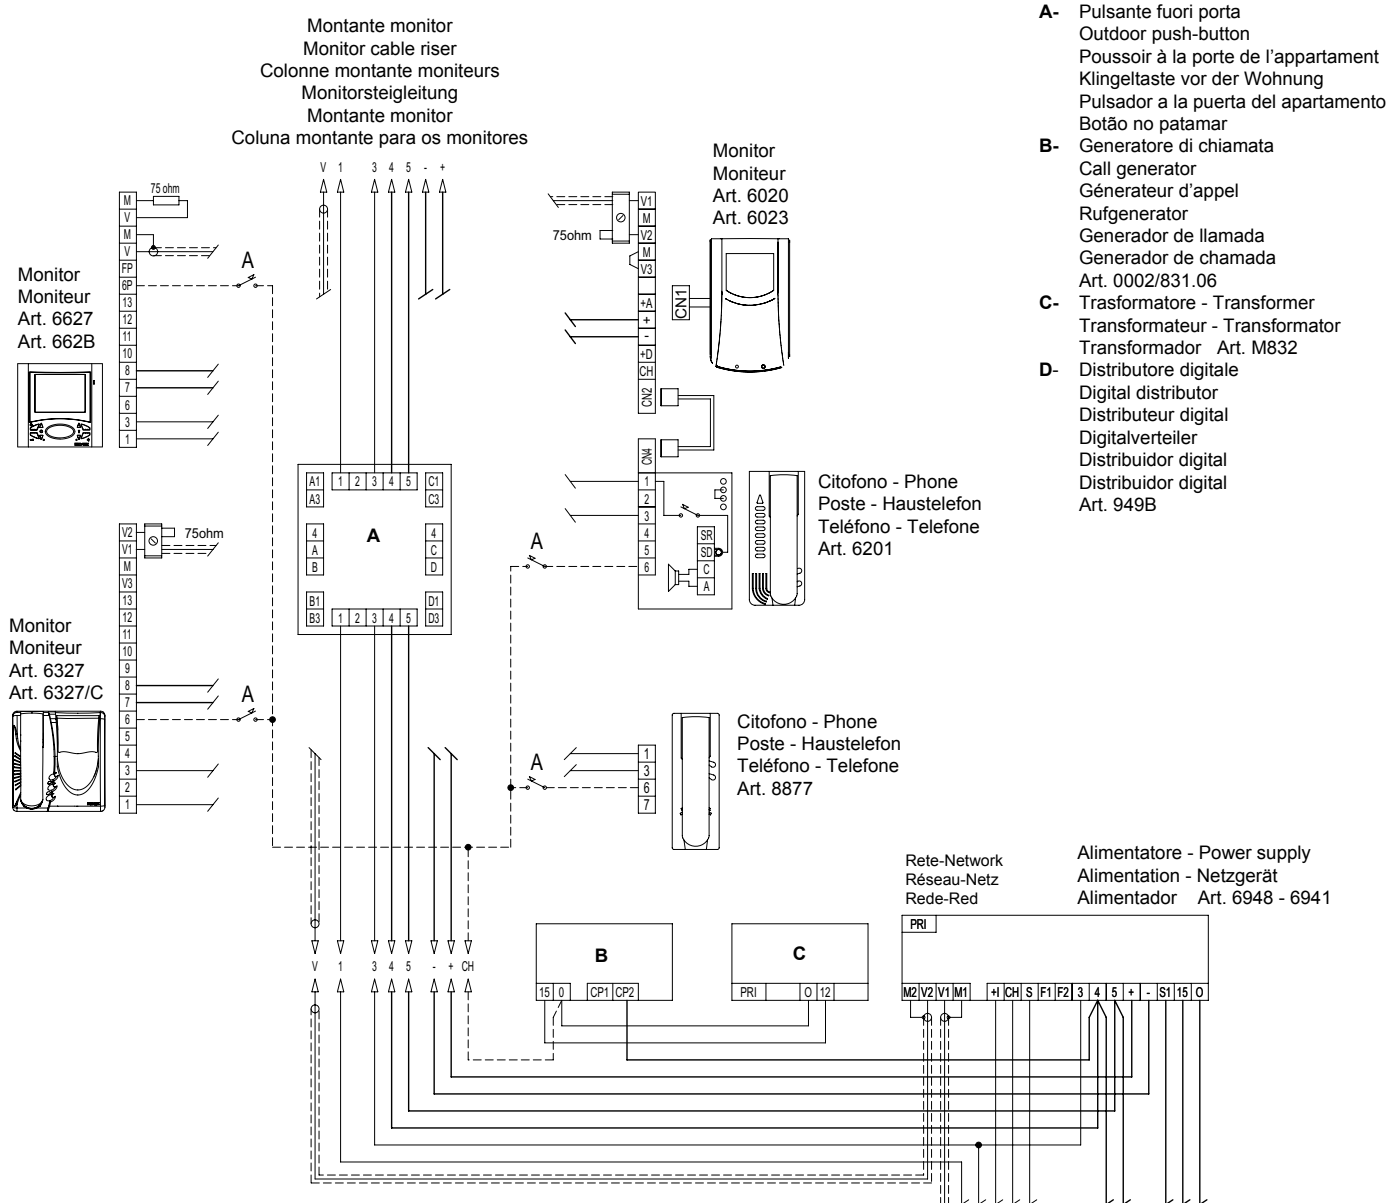 Montante monitor
Monitor cable riser
Colonne montante moniteurs
Monitorsteigleitung
Montante monitor
Coluna montante para os monitores
V 1 3 4 5 - +
A- Pulsante fuori porta
Outdoor push-button
Poussoir à la porte de l’appartament
Klingeltaste vor der Wohnung
Pulsador a la puerta del apartamento
Botão no patamar
B- Generatore di chiamata
Call generator
Génerateur d’appel
Rufgenerator
Generador de llamada
Generador de chamada
Art. 0002/831.06
C- Trasformatore - Transformer
Transformateur - Transformator
Transformador Art. M832
D- Distributore digitale
Digital distributor
Distributeur digital
Digitalverteiler
Distribuidor digital
Distribuidor digital
Art. 949B
Monitor
Moniteur
Art. 6627
Art. 662B
75 ohm
M
V
M
V
FP
6P
13
12
11
10
8
7
6
3
1
A
Monitor
Moniteur
Art. 6020
Art. 6023
75ohm
V1
M
V2
M
V3
+A
+
-
+D
CH
CN2
CN1
CN4
1
2
3
4
5
6
SR
SD
C
A
A
Citofono - Phone
Poste - Haustelefon
Teléfono - Telefone
Art. 6201
A1 1 2 3 4 5 C1
A3 C3
4 A 4
A C
B D
B1 D1
B3 1 2 3 4 5 D3
Monitor
Moniteur
Art. 6327
Art. 6327/C
75ohm
V2
V1
M
V3
13
12
11
10
9
8
7
6
5
4
3
2
1
A
Citofono - Phone
Poste - Haustelefon
Teléfono - Telefone
Art. 8877
A
1
3
6
7
V 1 3 4 5 - + CH
B
15 0 CP1 CP2
C
PRI O 12
Rete-Network
Réseau-Netz
Rede-Red
Alimentatore - Power supply
Alimentation - Netzgerät
Alimentador Art. 6948 - 6941
PRI
M2 V2 V1 M1 +I CH S F1 F2 3 4 5 + - S1 15 O